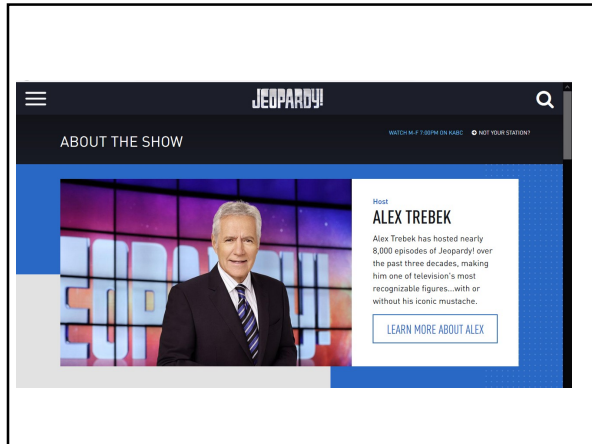 JEOPARDY!
WATCH M-F 7:00PM ON KABC NOT YOUR STATION?
ABOUT THE SHOW
Host
ALEX TREBEK
Alex Trebek has hosted nearly
8,000 episodes of Jeopardy! over
the past three decades, making
him one of television's most
recognizable figures...with or
without his iconic mustache.
LEARN MORE ABOUT ALEX
EOPARDY!